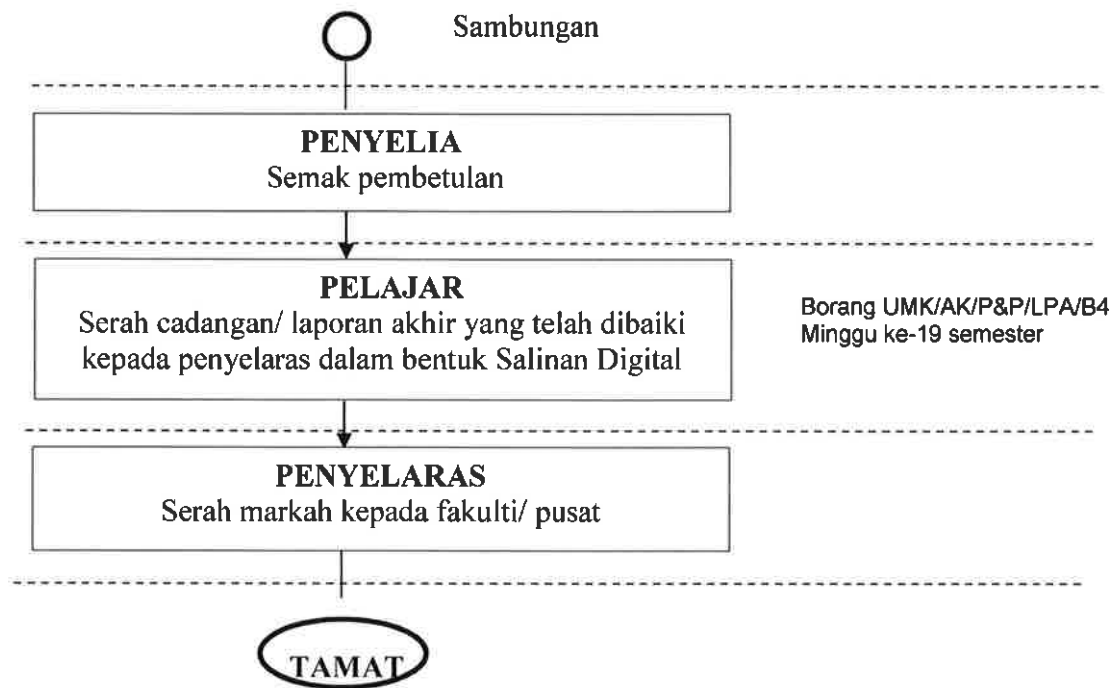 Sambungan
PENYELIA
Semak pembetulan
PELAJAR
Serah cadangan/ laporan akhir yang telah dibaiki
kepada penyelaras dalam bentuk Salinan Digital
Borang UMK/AK/P&P/LPA/B4
Minggu ke-19 semester
PENYELARAS
Serah markah kepada fakulti/ pusat
TAMAT